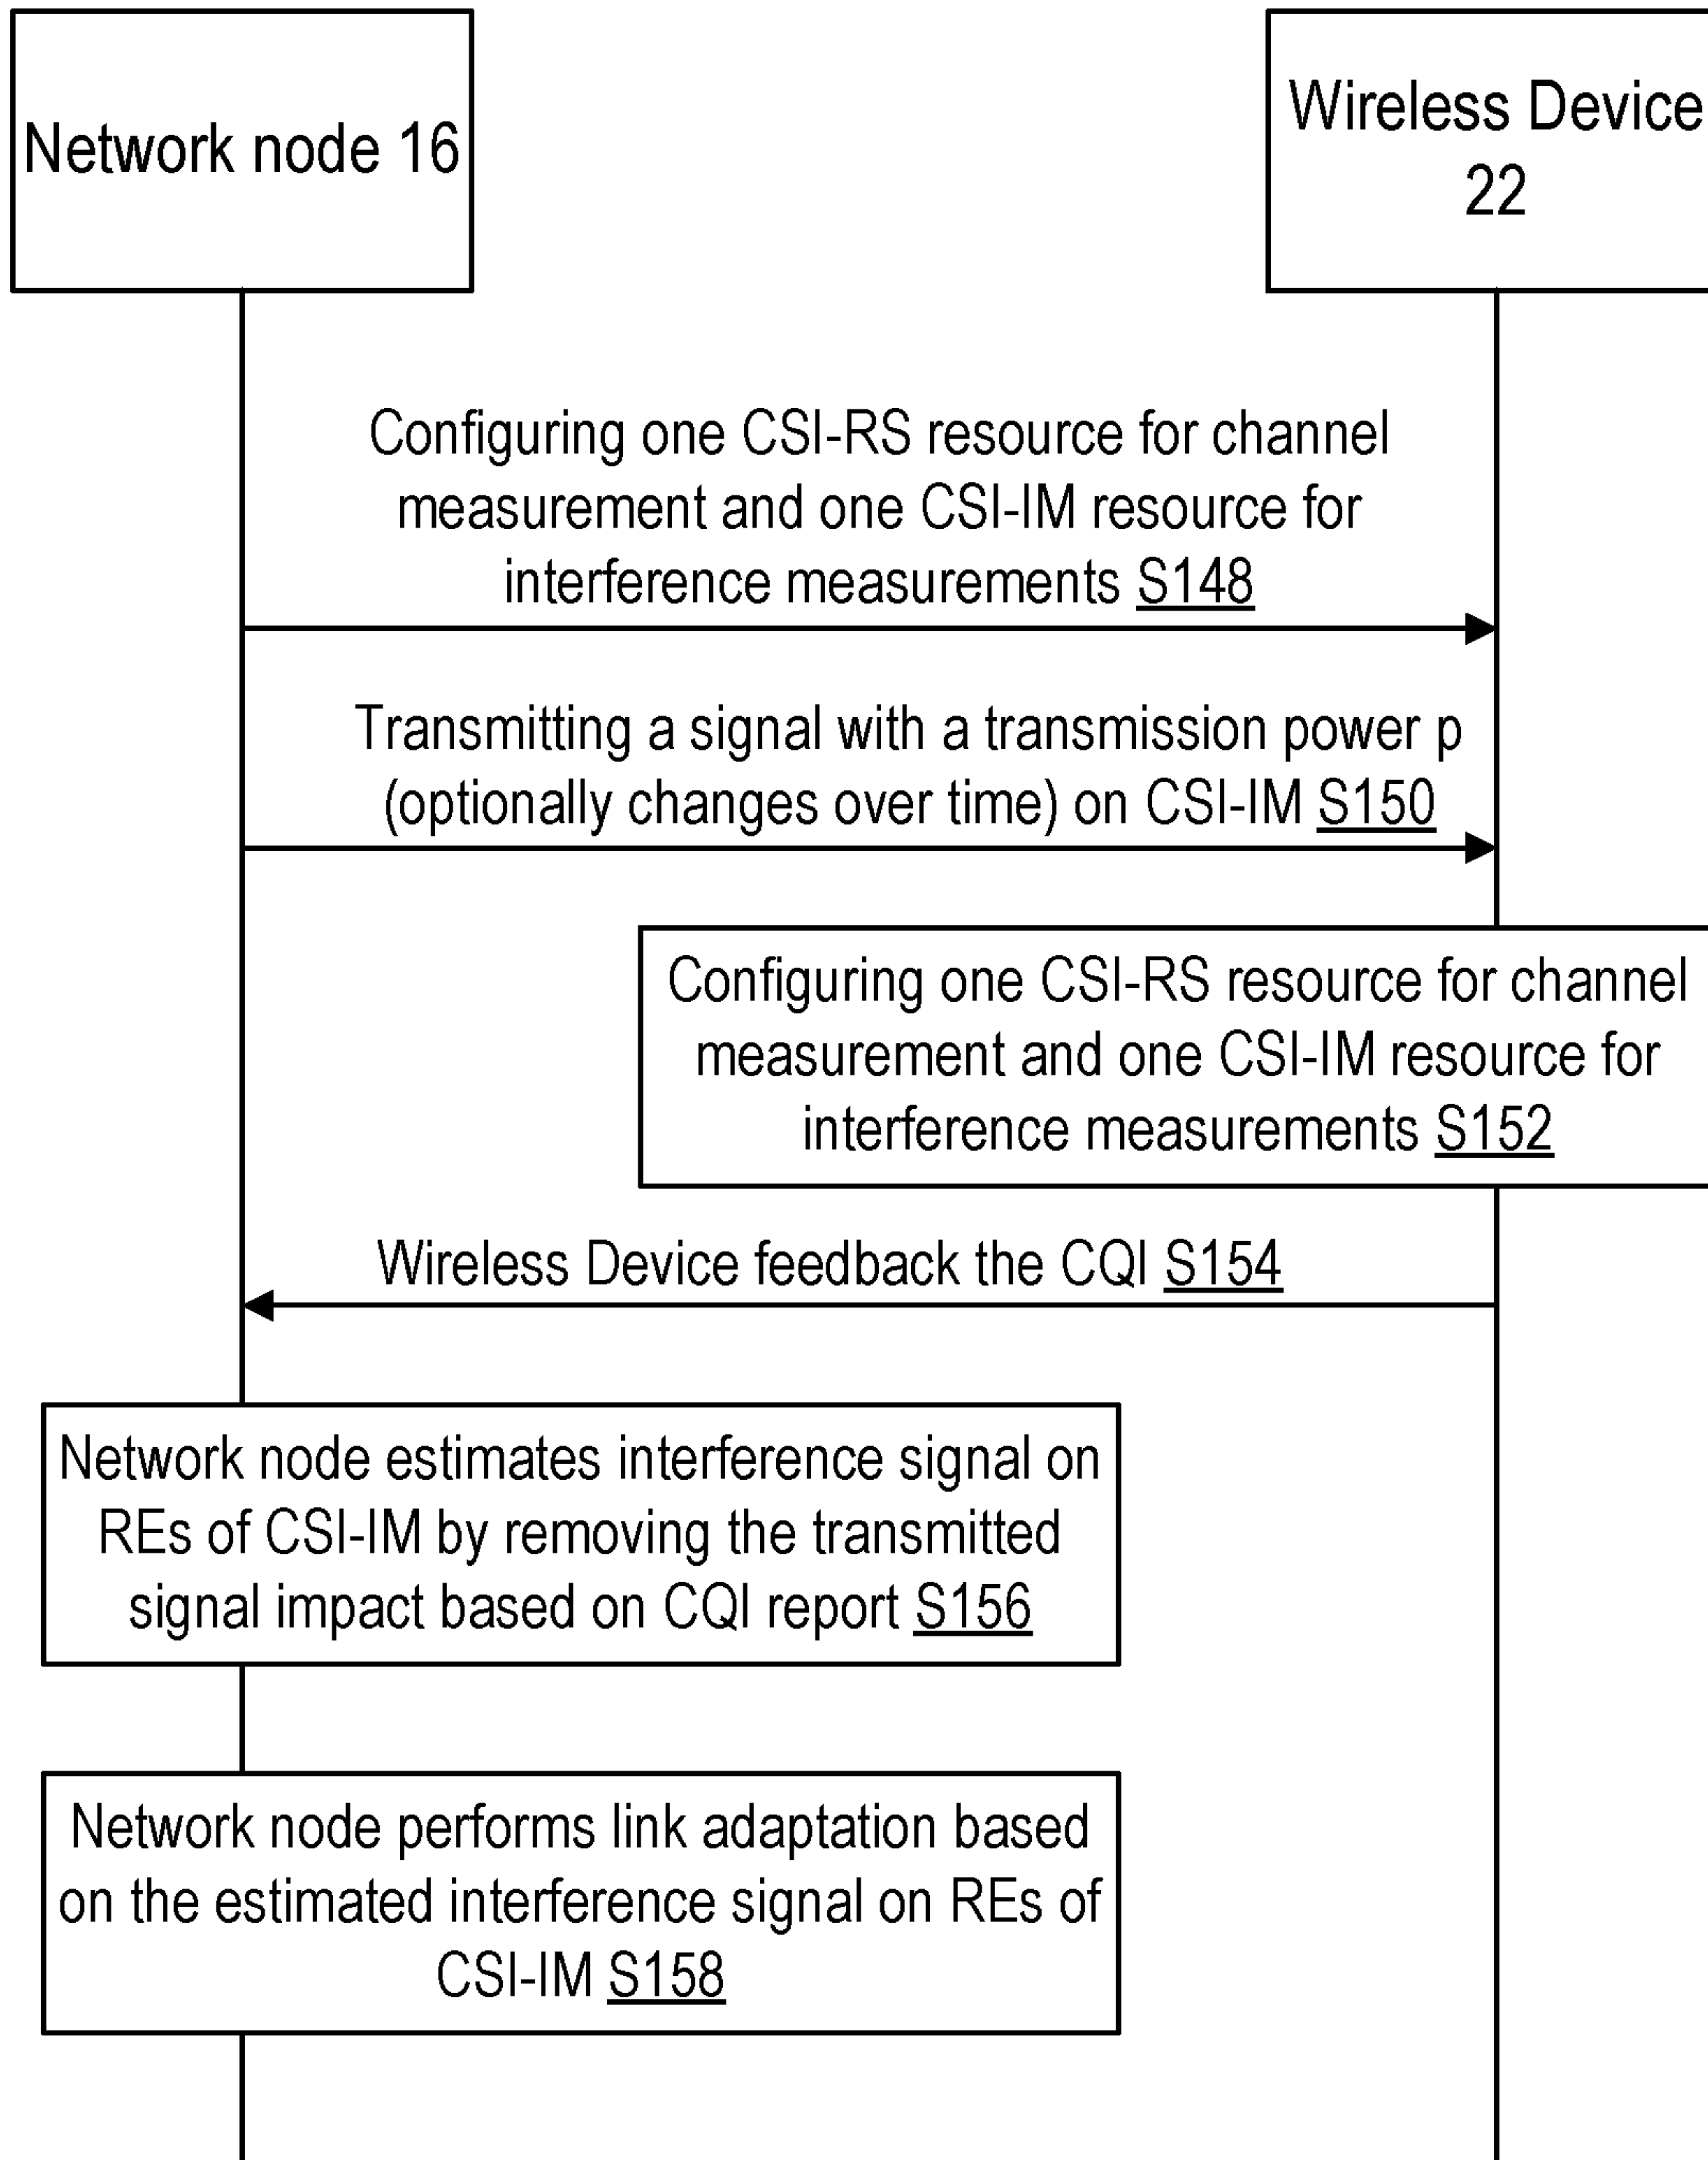 Network node 16
Wireless Device
22
Configuring one CSI-RS resource for channel
measurement and one CSI-IM resource for
interference measurements S148
Transmitting a signal with a transmission power p
(optionally changes over time) on CSI-IM S150
Configuring one CSI-RS resource for channel
measurement and one CSI-IM resource for
interference measurements S152
Wireless Device feedback the CQI S154
Network node estimates interference signal on
REs of CSI-IM by removing the transmitted
signal impact based on CQI report S156
Network node performs link adaptation based
on the estimated interference signal on REs of
CSI-IM S158